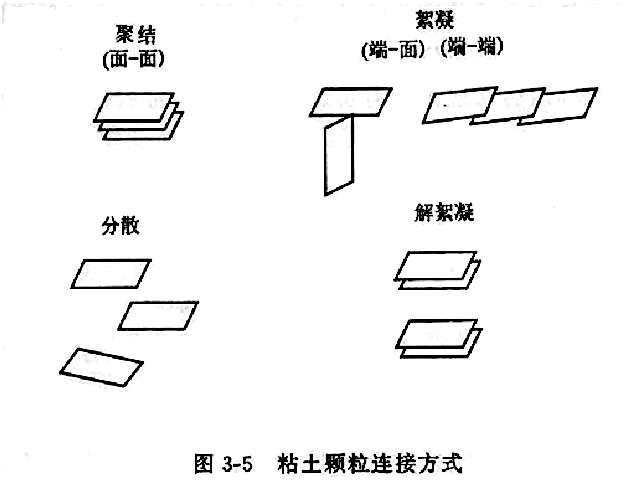 聚结
(面-面)
絮凝
(端-面) (端-端)
分散
解絮凝
图 3-5 粘土颗粒连接方式